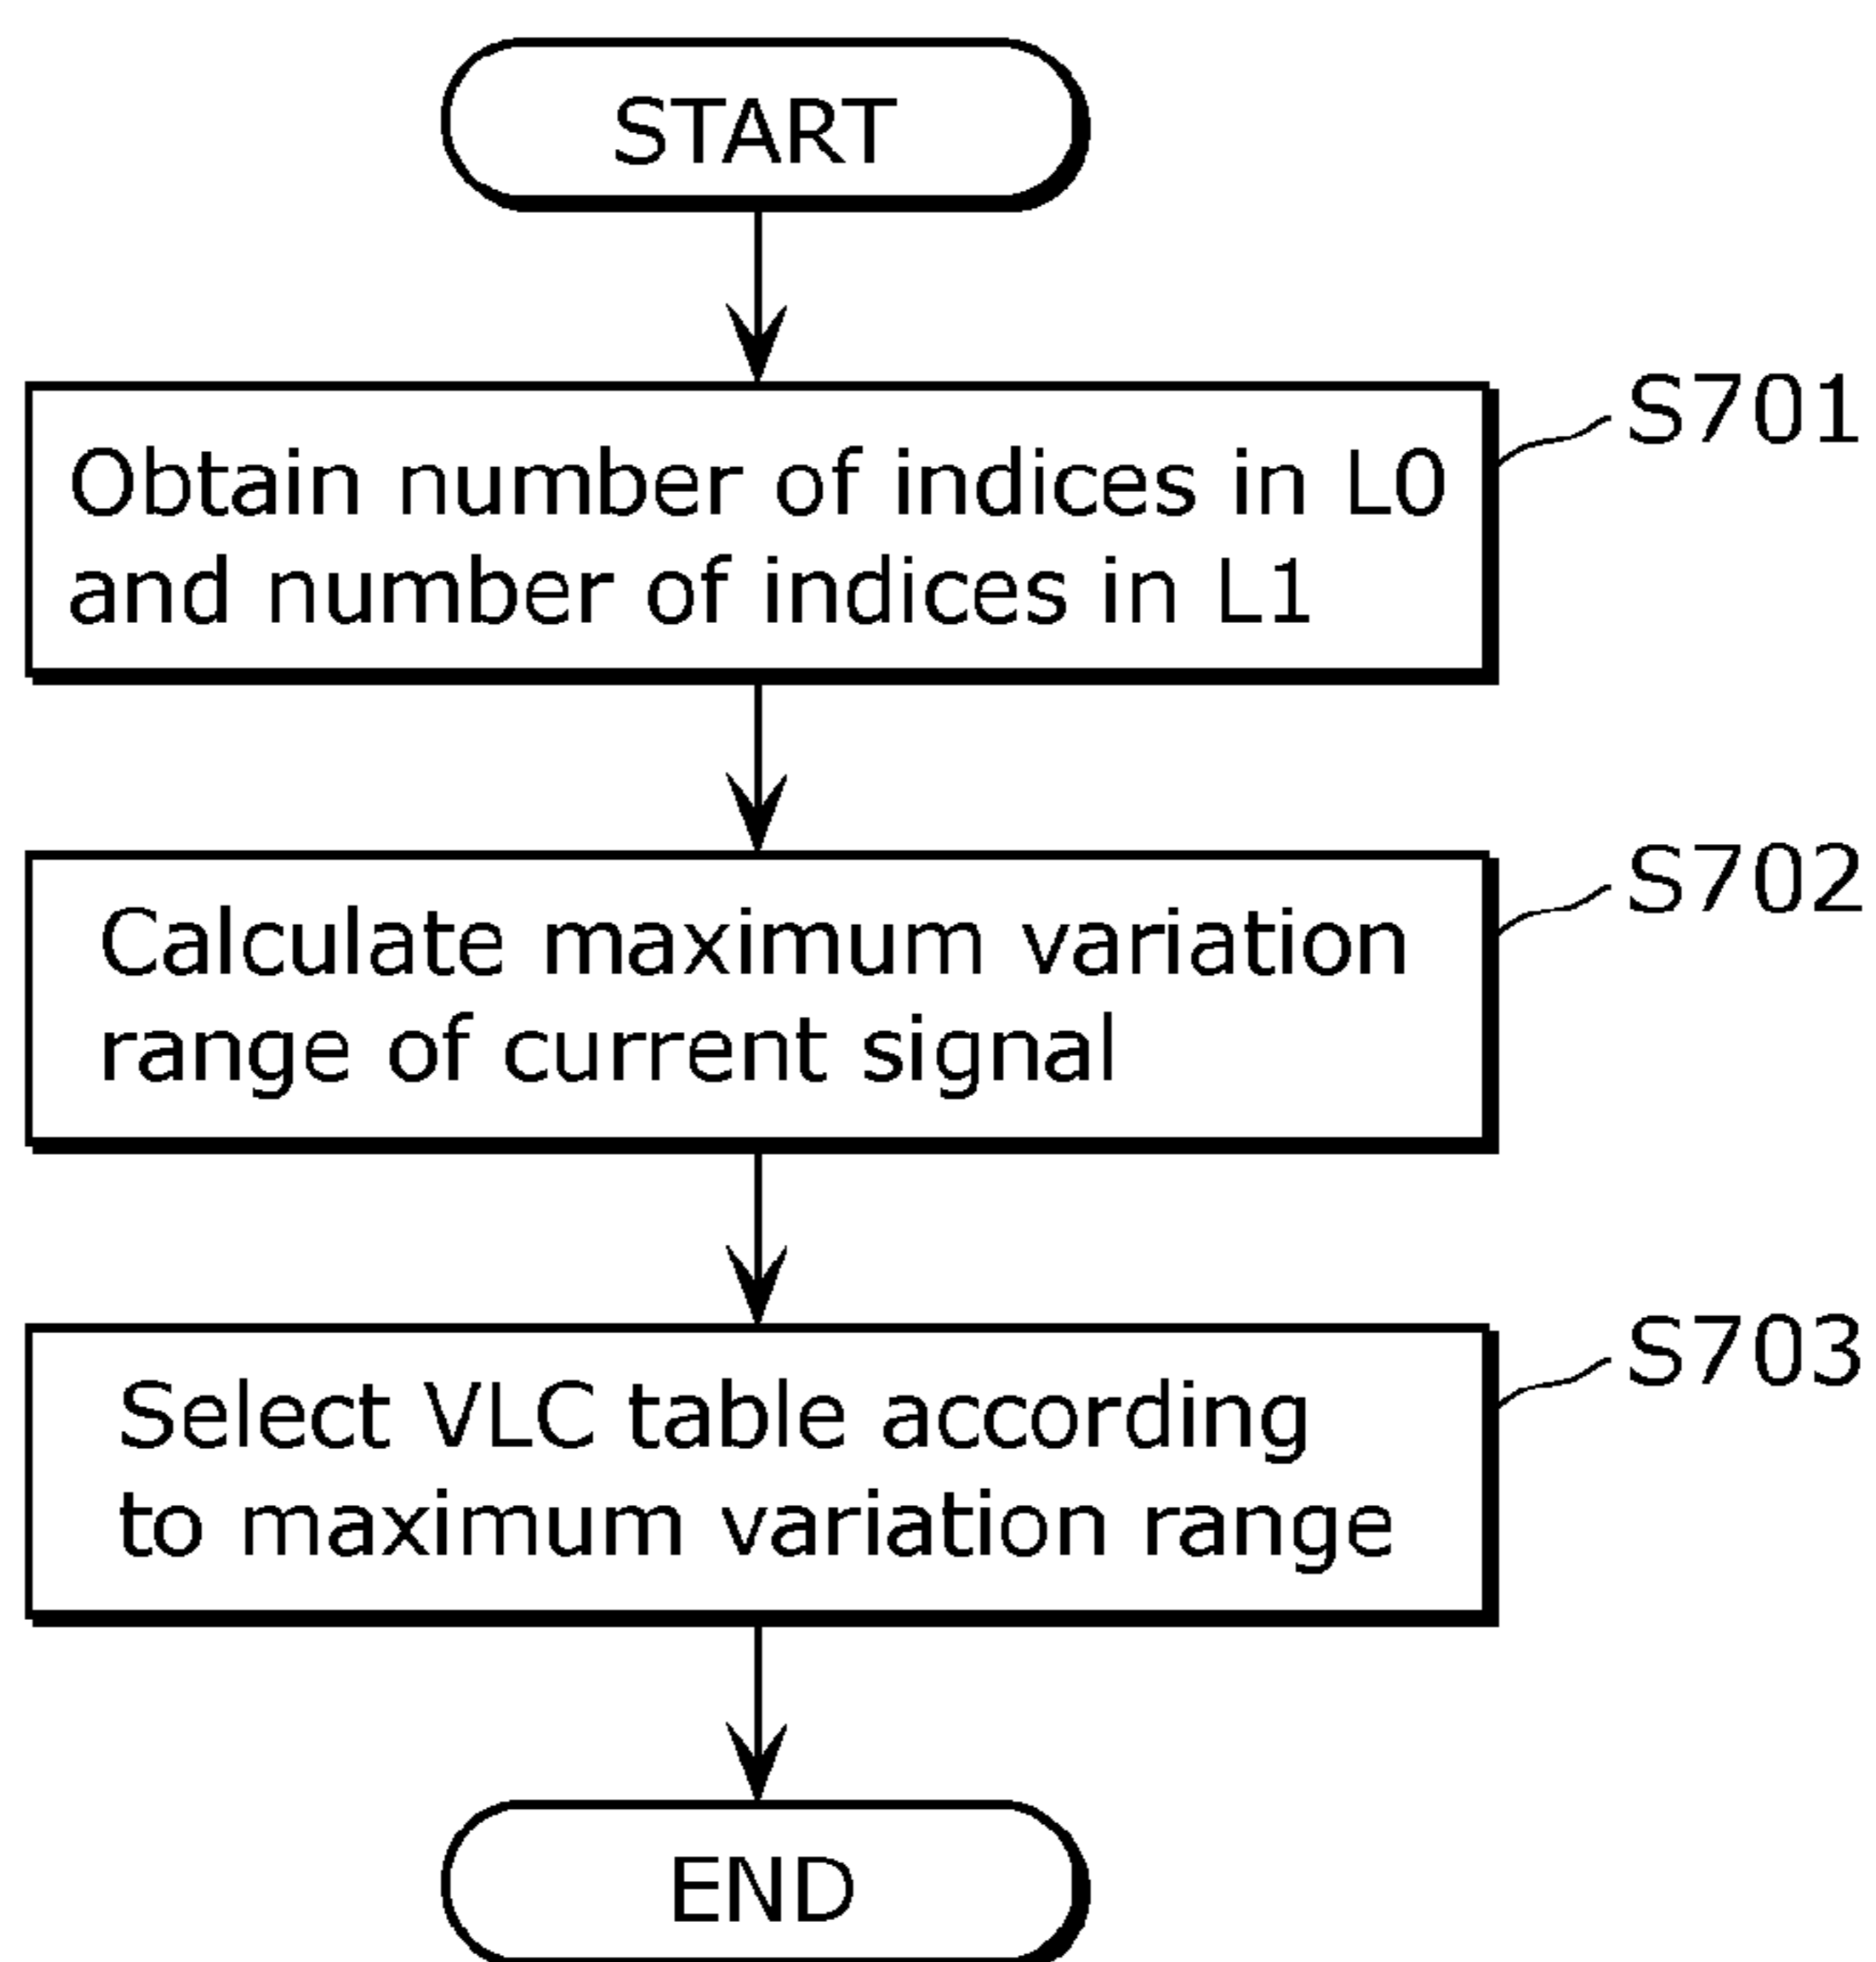 START
S701
Obtain number of indices in L0
and number of indices in L1
S702
Calculate maximum variation
range of current signal
S703
Select VLC table according
to maximum variation range
END